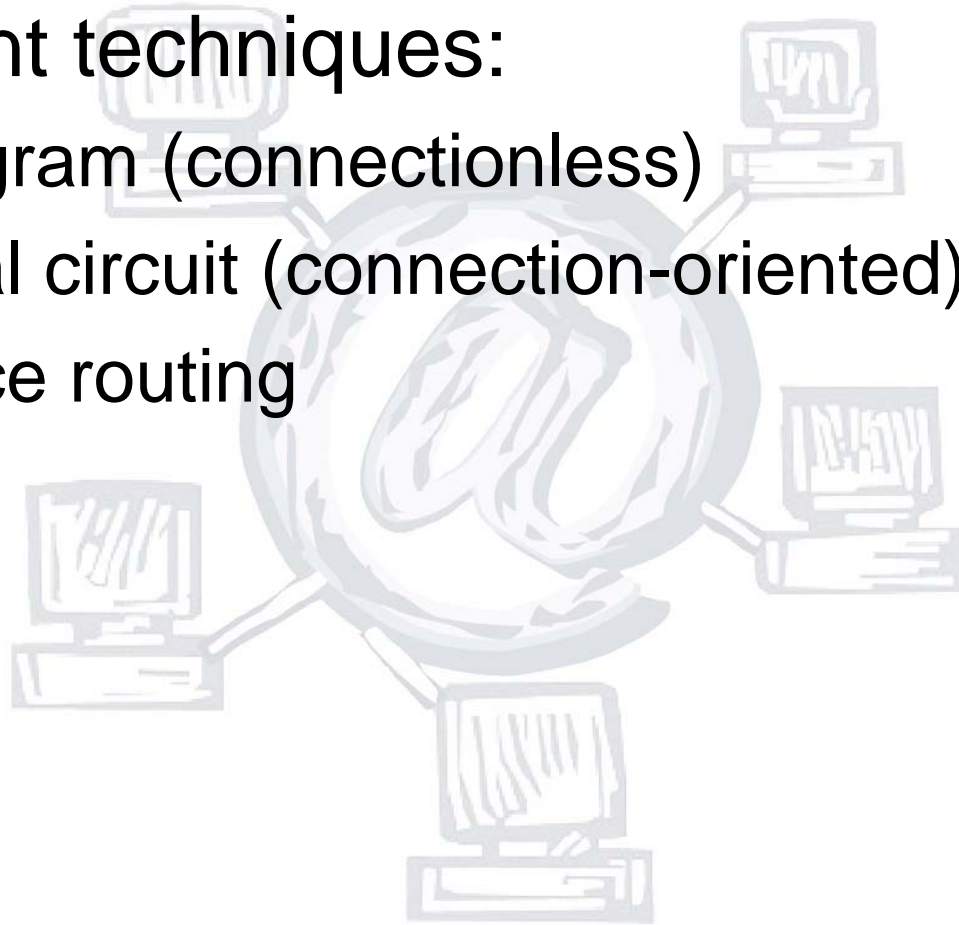 nt techniques:
gram (connectionless)
al circuit (connection-oriented)
ce routing